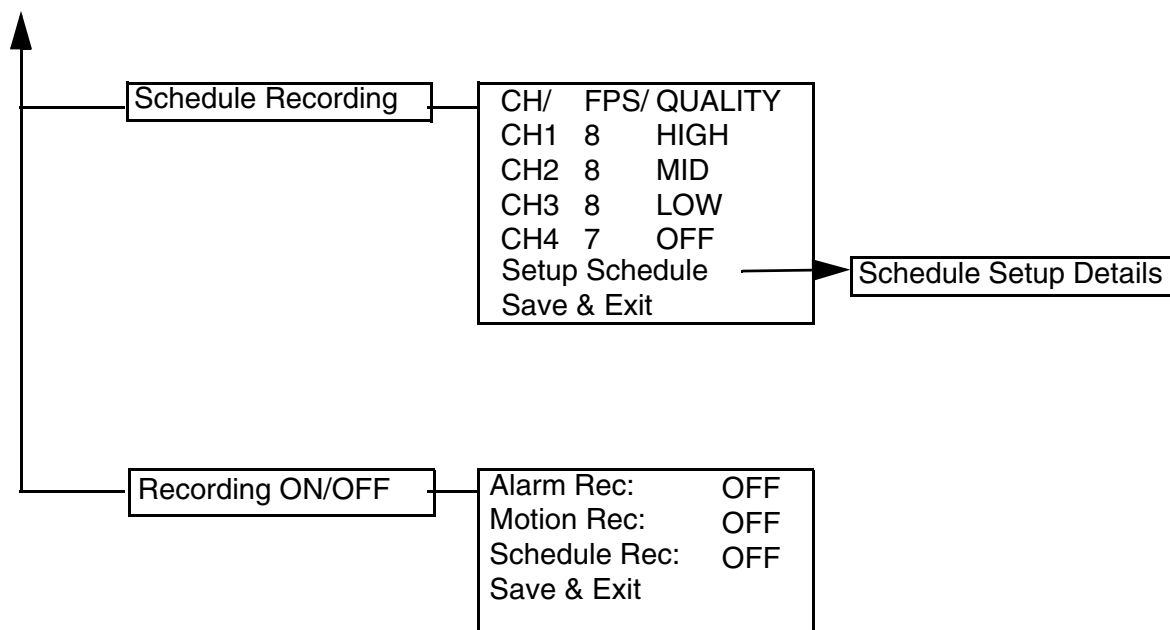 Schedule Recording
CH/ FPS/ QUALITY
CH1 8 HIGH
CH2 8 MID
CH3 8 LOW
CH4 7 OFF
Setup Schedule
Save & Exit
Schedule Setup Details
Recording ON/OFF
Alarm Rec: OFF
Motion Rec: OFF
Schedule Rec: OFF
Save & Exit